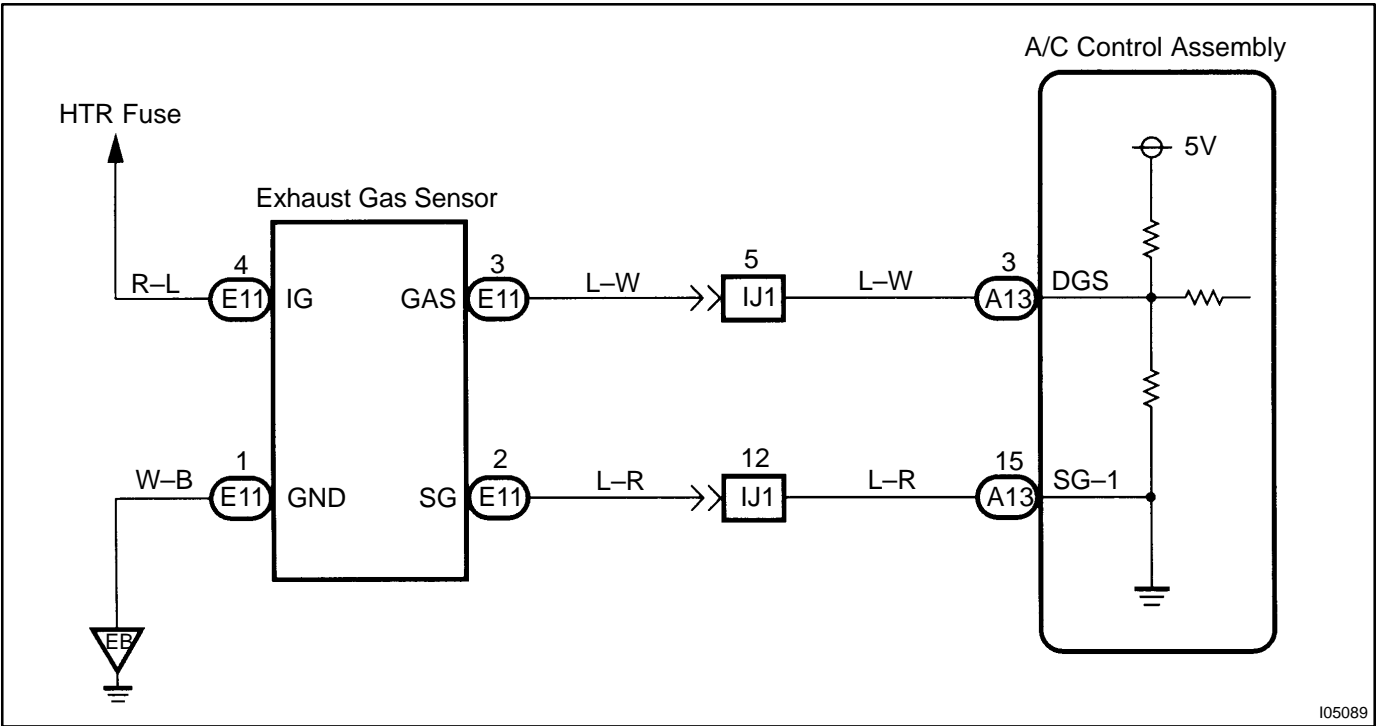 A/C Control Assembly
HTR Fuse
5V
Exhaust Gas Sensor
R–L
4
E11
IG
GAS
3
E11
L–W
5
IJ1
L–W
3
A13
DGS
W–B
1
E11
GND
SG
2
E11
L–R
12
IJ1
L–R
15
A13
SG–1
EB
I05089